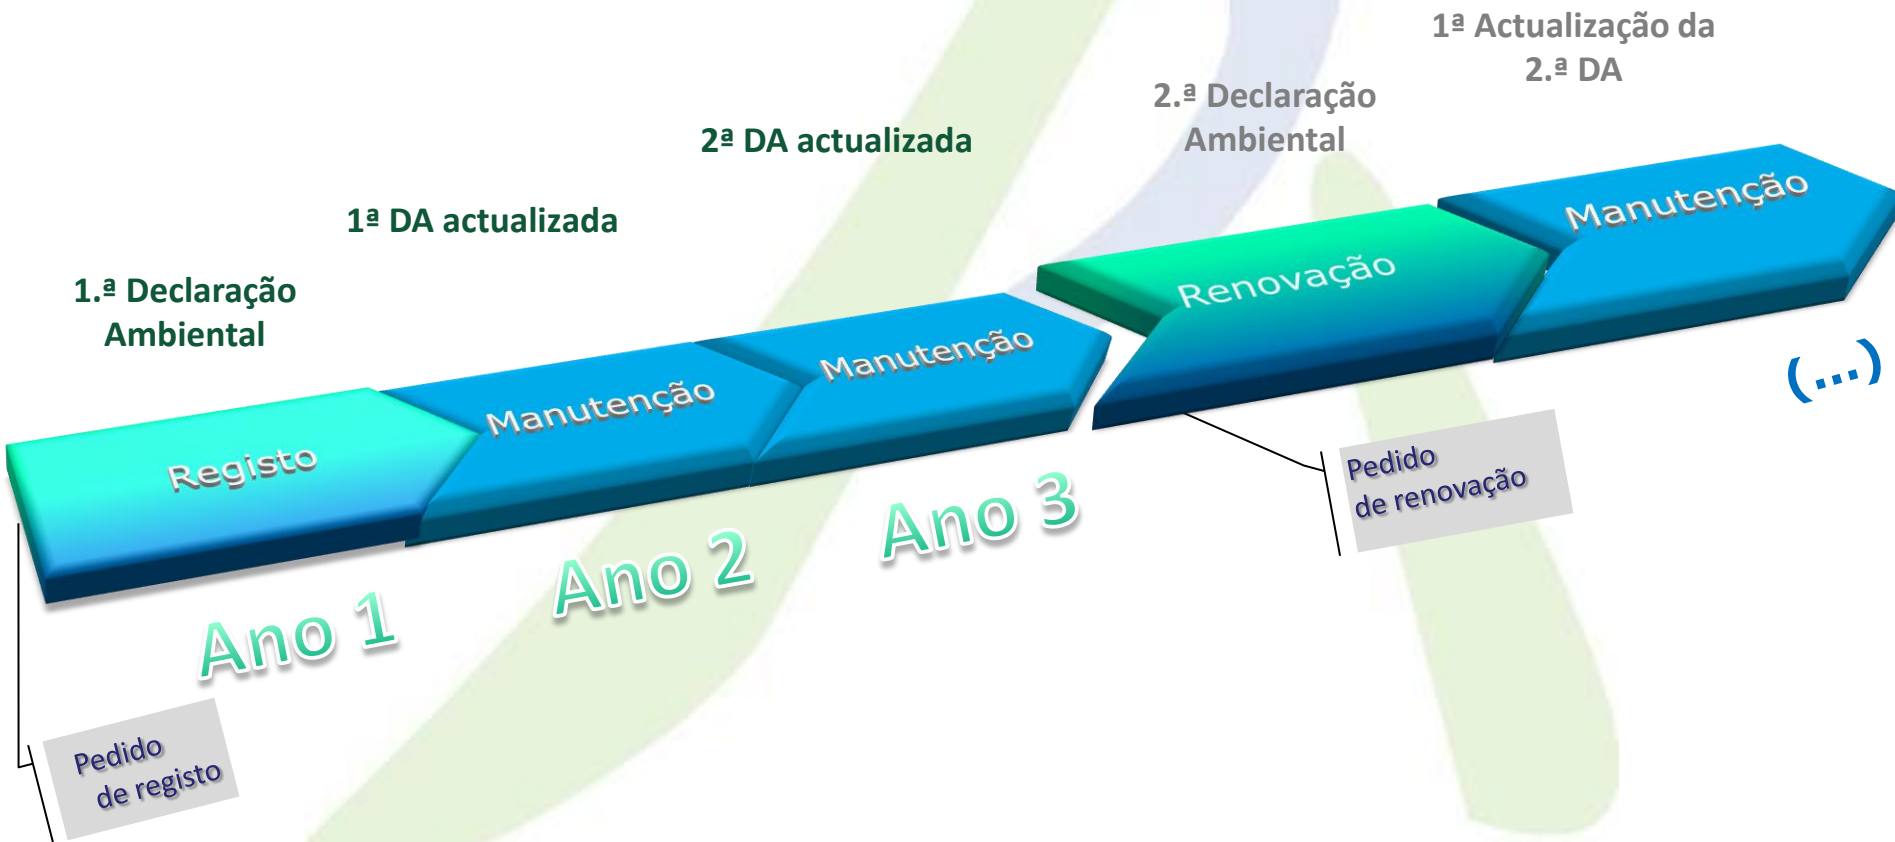 1ª Actualização da
2.ª DA
2.ª Declaração
Ambiental
2ª DA actualizada
1ª DA actualizada
1.ª Declaração
Ambiental
Registo
Manutenção
Manutenção
Renovação
Manutenção
(...)
Ano 1
Ano 2
Ano 3
Pedido
de renovação
Pedido
de registo